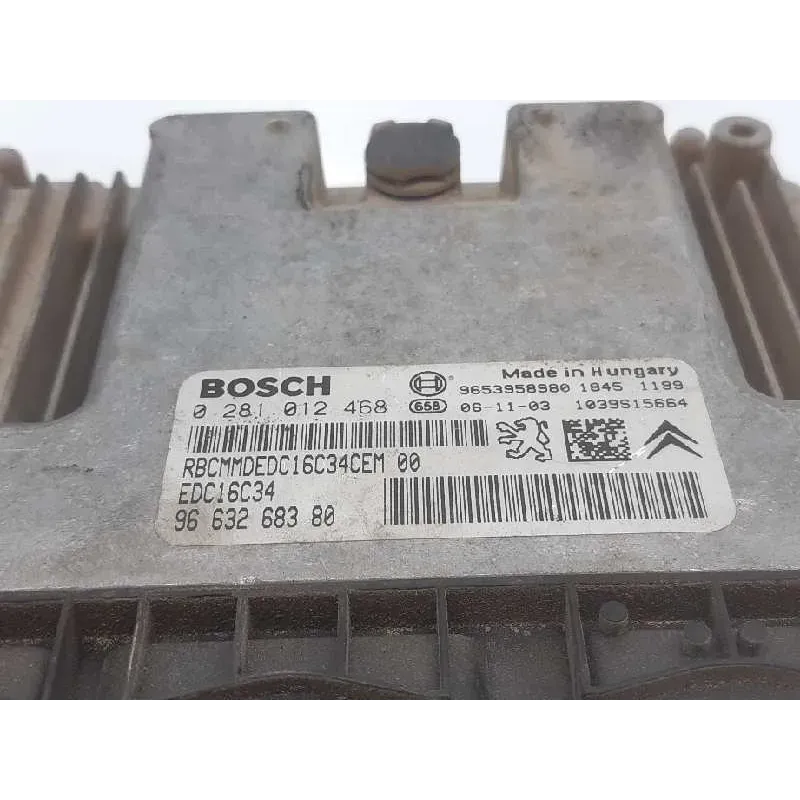 BOSCH
Made in Hungary
9653958980 1845 1199
0 281 012 468 658 06-11-03 1039S15664
RBCMMDEDC16C34CEM 00
EDC16C34
96 632 683 80